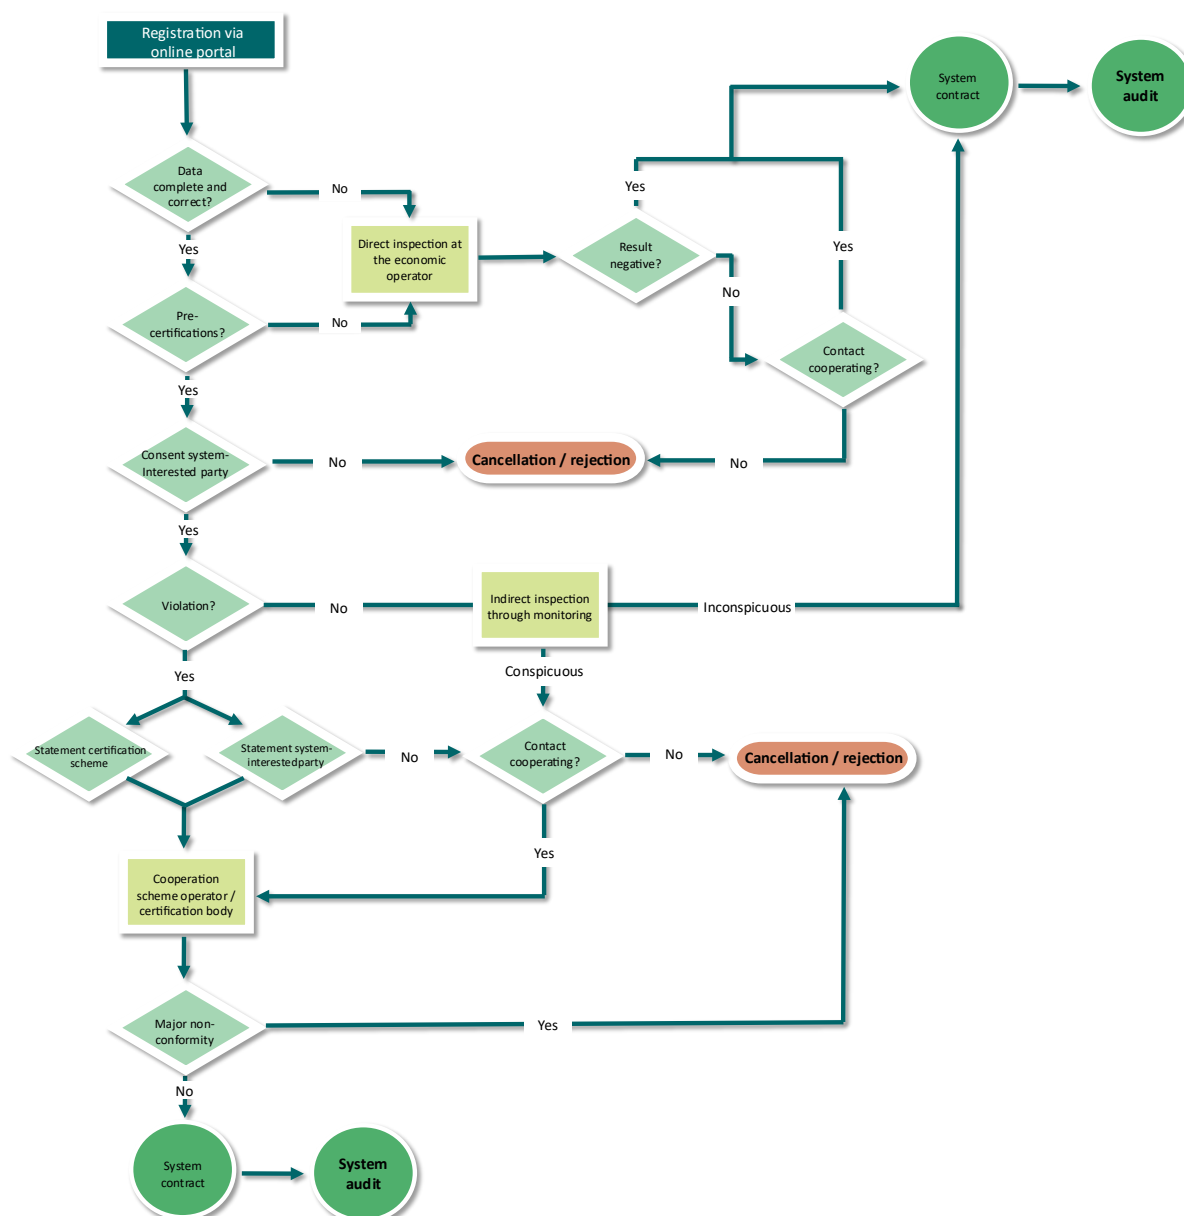 Registration via
online portal
System
contract
System
audit
Data
complete and
correct?
No
Yes
Direct inspection at
the economic
operator
Result
negative?
Yes
Yes
No
Pre-
certifications?
No
Contact
cooperating?
Yes
Consent system-
Interested party
No
Cancellation / rejection
No
Yes
Violation?
No
Indirect inspection
through monitoring
Inconspicuous
Yes
Conspicuous
Statement certification
scheme
Statement system-
interestedparty
No
Contact
cooperating?
No
Cancellation / rejection
Yes
Cooperation
scheme operator /
certification body
Major non-
conformity
Yes
No
System
contract
System
audit